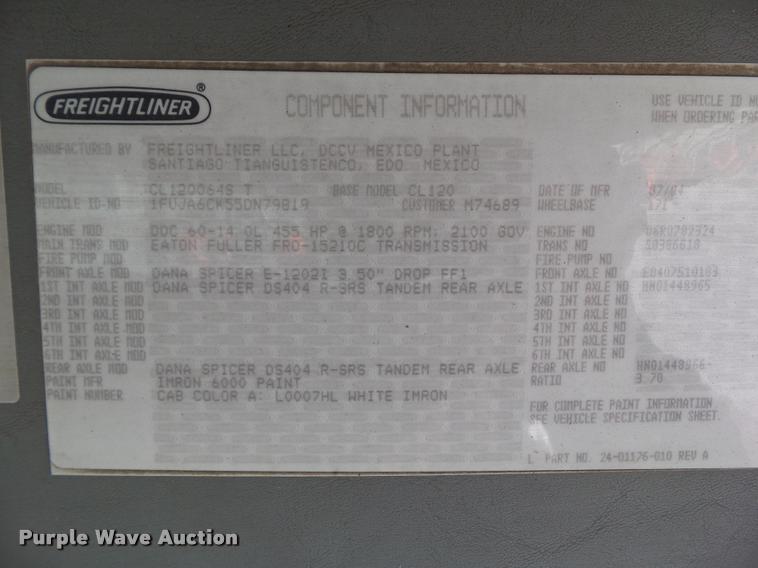 FREIGHTLINER ®
COMPONENT INFORMATION
USE VEHICLE ID
WHEN ORDERING
MANUFACTURED BY FREIGHTLINER LLC, DCCV MEXICO PLANT
SANTIAGO TIANGUISTENCO, EDO MEXICO
MODEL CL120064S T BASE MODEL CL120 DATE OF MFR 07/04
VEHICLE ID-NO 1FUJA6CK55DN79819 CUSTOMER M74689 WHEELBASE 171
ENGINE MOD DDC 60-14.0L 455 HP @ 1800 RPM; 2100 GOV ENGINE NO 06R0782324
MAIN TRANS MOD EATON FULLER FRO-15210C TRANSMISSION TRANS NO S0386618
FIRE PUMP MOD FIRE.PUMP NO
FRONT AXLE MOD DANA SPICER E-1202I 3.50" DROP FF1 FRONT AXLE NO
1ST INT AXLE MOD DANA SPICER DS404 R-SRS TANDEM REAR AXLE 1ST INT AXLE NO HN01448965
2ND INT AXLE MOD 2ND INT AXLE NO
3RD INT AXLE MOD 3RD INT AXLE NO
4TH INT AXLE MOD 4TH INT AXLE NO
5TH INT AXLE MOD 5TH INT AXLE NO
6TH INT AXLE MOD 6TH INT AXLE NO
REAR AXLE MOD DANA SPICER DS404 R-SRS TANDEM REAR AXLE REAR AXLE NO HN01448966
PAINT MFR IMRON 6000 PAINT RATIO 3.70
PAINT NUMBER CAB COLOR A: L0007HL WHITE IMRON
FOR COMPLETE PAINT INFORMATION
SEE VEHICLE SPECIFICATION SHEET.
PART NO. 24-01176-010 REV A
Purple Wave Auction